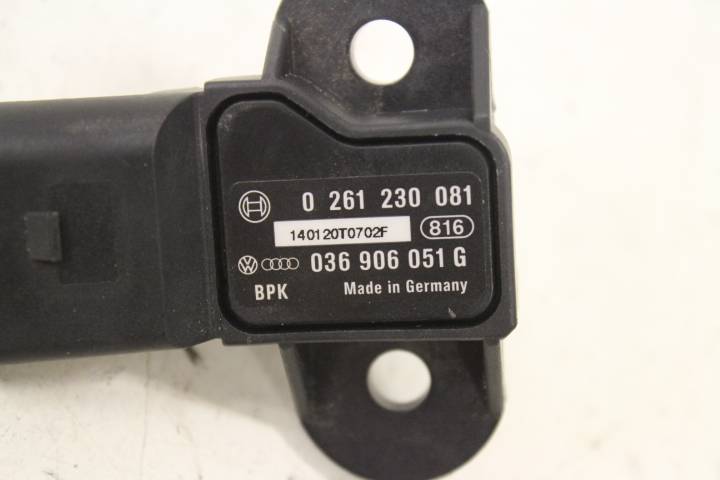 0 261 230 081
140120T0702F 816
036 906 051 G
BPK Made in Germany